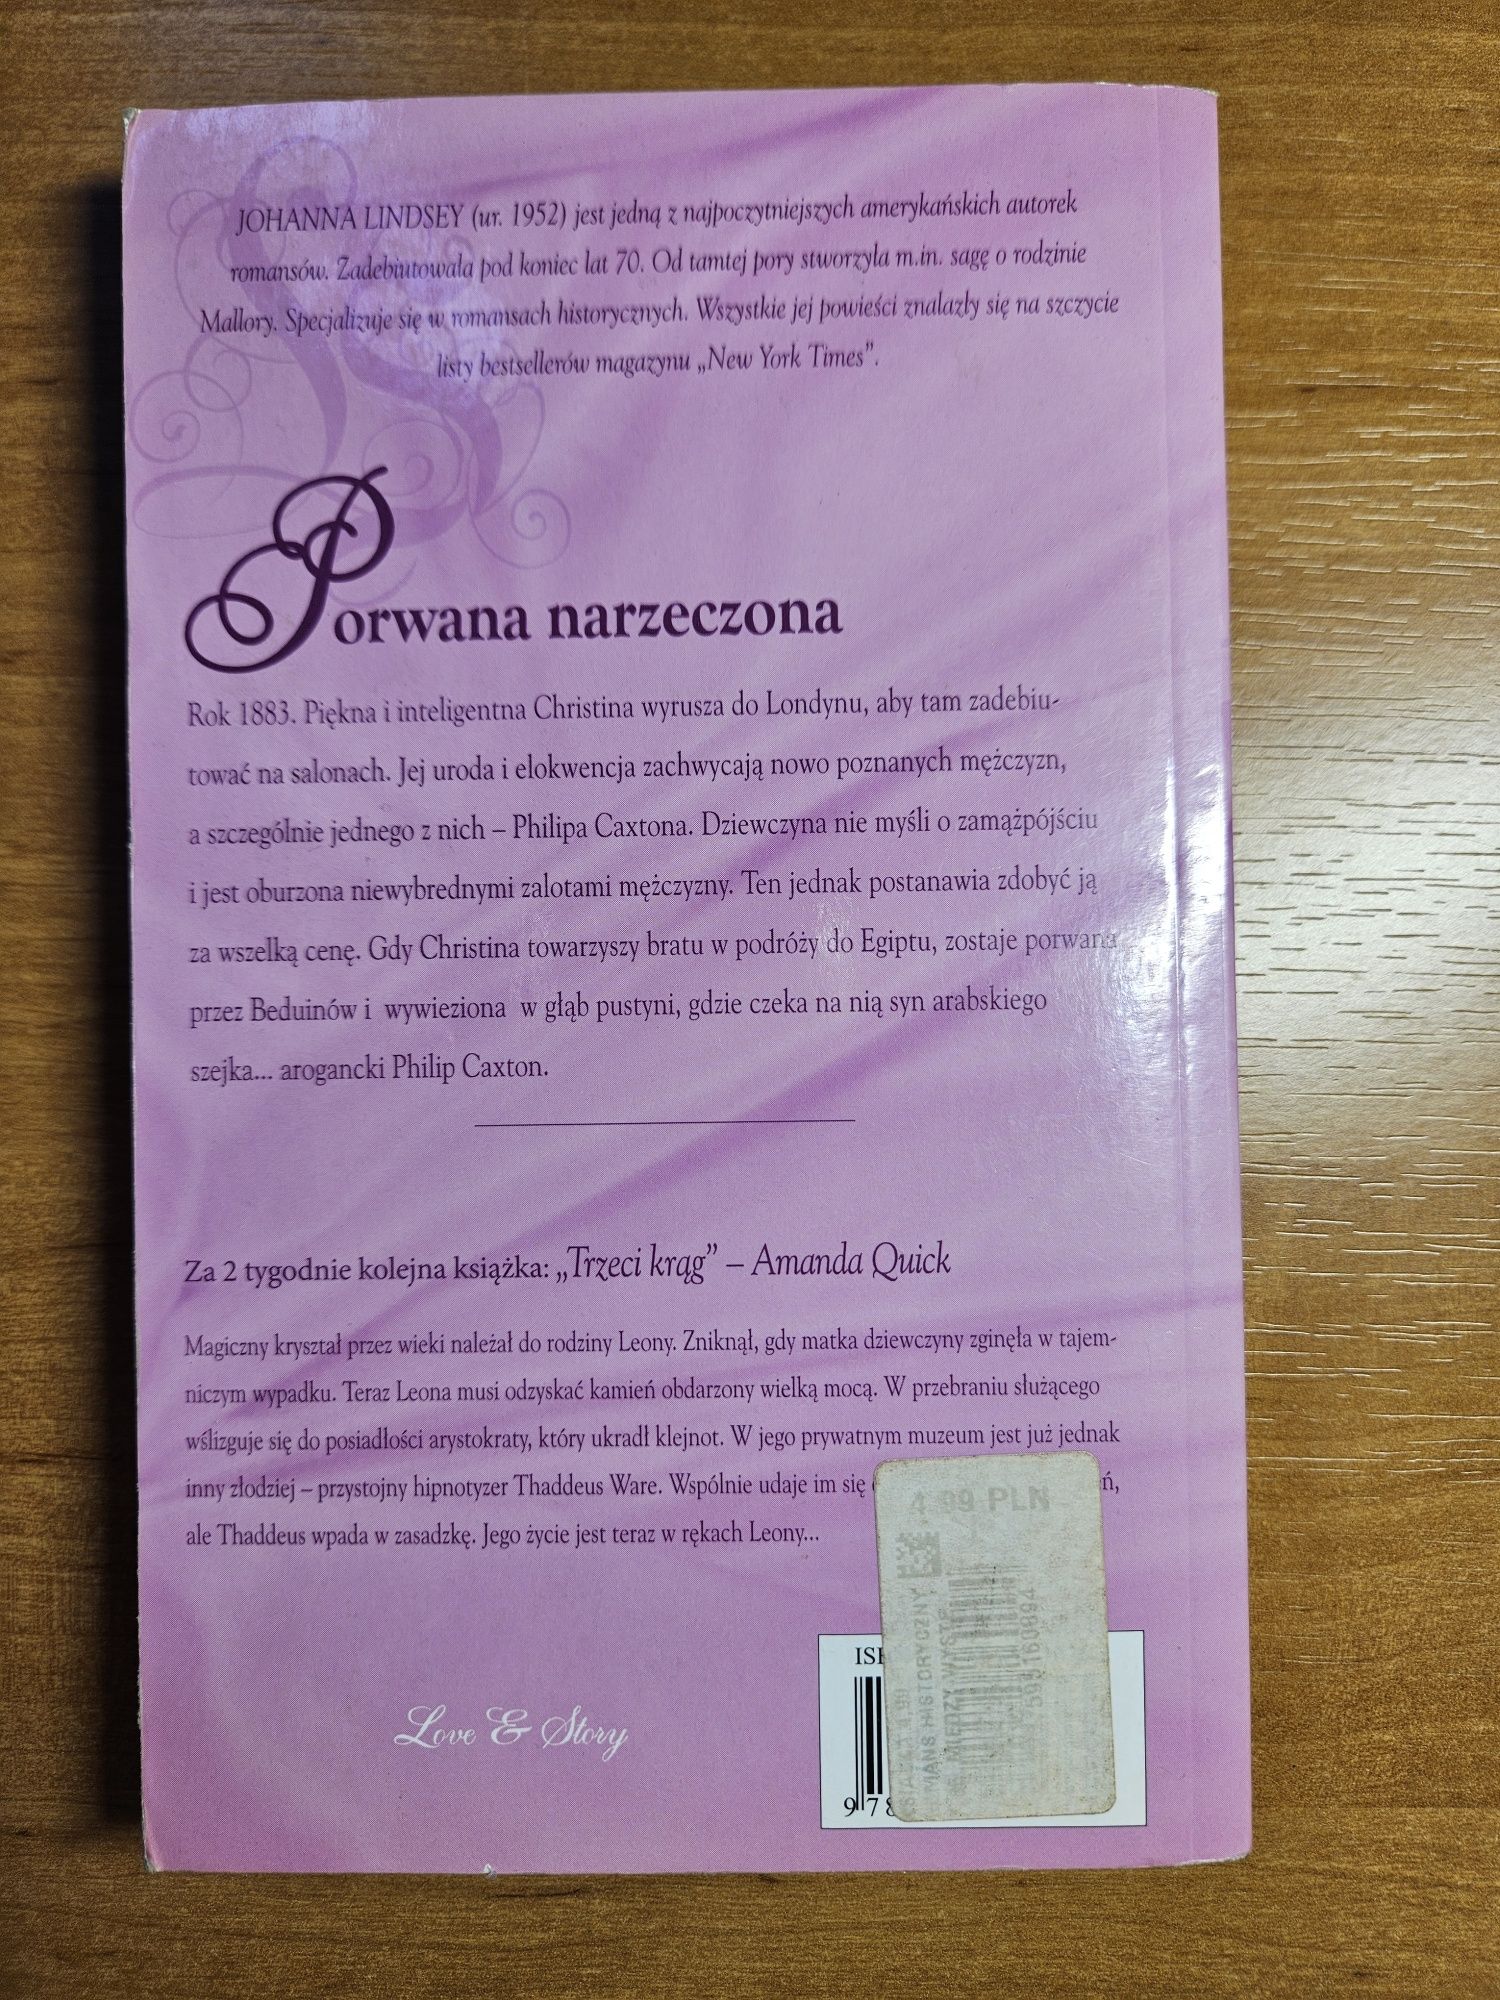 JOHANNA LINDSEY (ur. 1952) jest jedną z najpoczytniejszych amerykańskich autorek
romansów. Zadebiutowała pod koniec lat 70. Od tamtej pory stworzyła m.in. sagę o rodzinie
Mallory. Specjalizuje się w romansach historycznych. Wszystkie jej powieści znalazły się na szczycie
listy bestsellerów magazynu „New York Times”.
Porwana narzeczona
Rok 1883. Piękna i inteligentna Christina wyrusza do Londynu, aby tam zadebiu-
tować na salonach. Jej uroda i elokwencja zachwycają nowo poznanych mężczyzn,
a szczególnie jednego z nich – Philipa Caxtona. Dziewczyna nie myśli o zamążpójściu
i jest oburzona niewybrednymi zalotami mężczyzny. Ten jednak postanawia zdobyć ją
za wszelką cenę. Gdy Christina towarzyszy bratu w podróży do Egiptu, zostaje porwana
przez Beduinów i wywieziona w głąb pustyni, gdzie czeka na nią syn arabskiego
szejka... arogancki Philip Caxton.
Za 2 tygodnie kolejna książka: „Trzeci krąg” – Amanda Quick
Magiczny kryształ przez wieki należał do rodziny Leony. Zniknął, gdy matka dziewczyny zginęła w tajem-
niczym wypadku. Teraz Leona musi odzyskać kamień obdarzony wielką mocą. W przebraniu służącego
wślizguje się do posiadłości arystokraty, który ukradł klejnot. W jego prywatnym muzeum jest już jednak
inny złodziej – przystojny hipnotyzer Thaddeus Ware. Wspólnie udaje im się
ale Thaddeus wpada w zasadzkę. Jego życie jest teraz w rękach Leony...
4,99 PLN
HISTORYCZNY
Love & Story